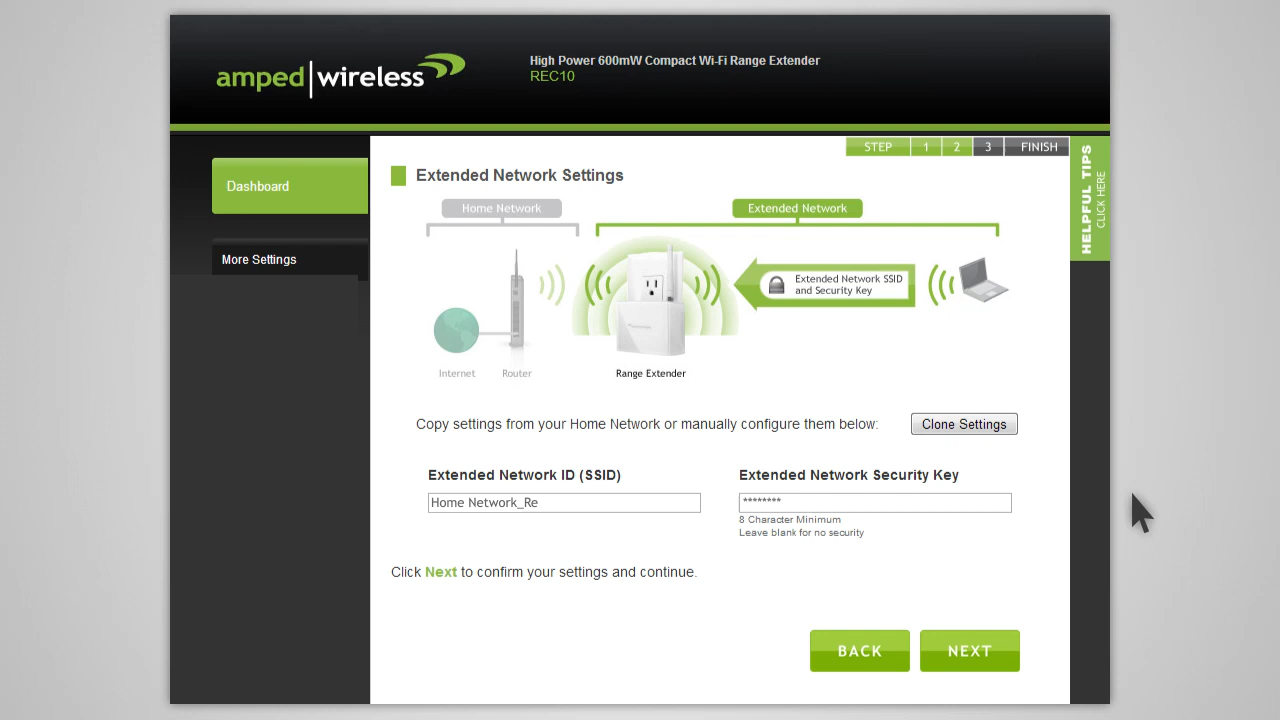 amped wireless
High Power 600mW Compact Wi-Fi Range Extender
REC10
STEP 1 2 3 FINISH
HELPFUL TIPS
CLICK HERE
Dashboard
More Settings
Extended Network Settings
Home Network
Extended Network
Extended Network SSID
and Security Key
Internet
Router
Range Extender
Copy settings from your Home Network or manually configure them below:
Clone Settings
Extended Network ID (SSID)
Extended Network Security Key
Home Network_Re
********
8 Character Minimum
Leave blank for no security
Click Next to confirm your settings and continue.
BACK
NEXT